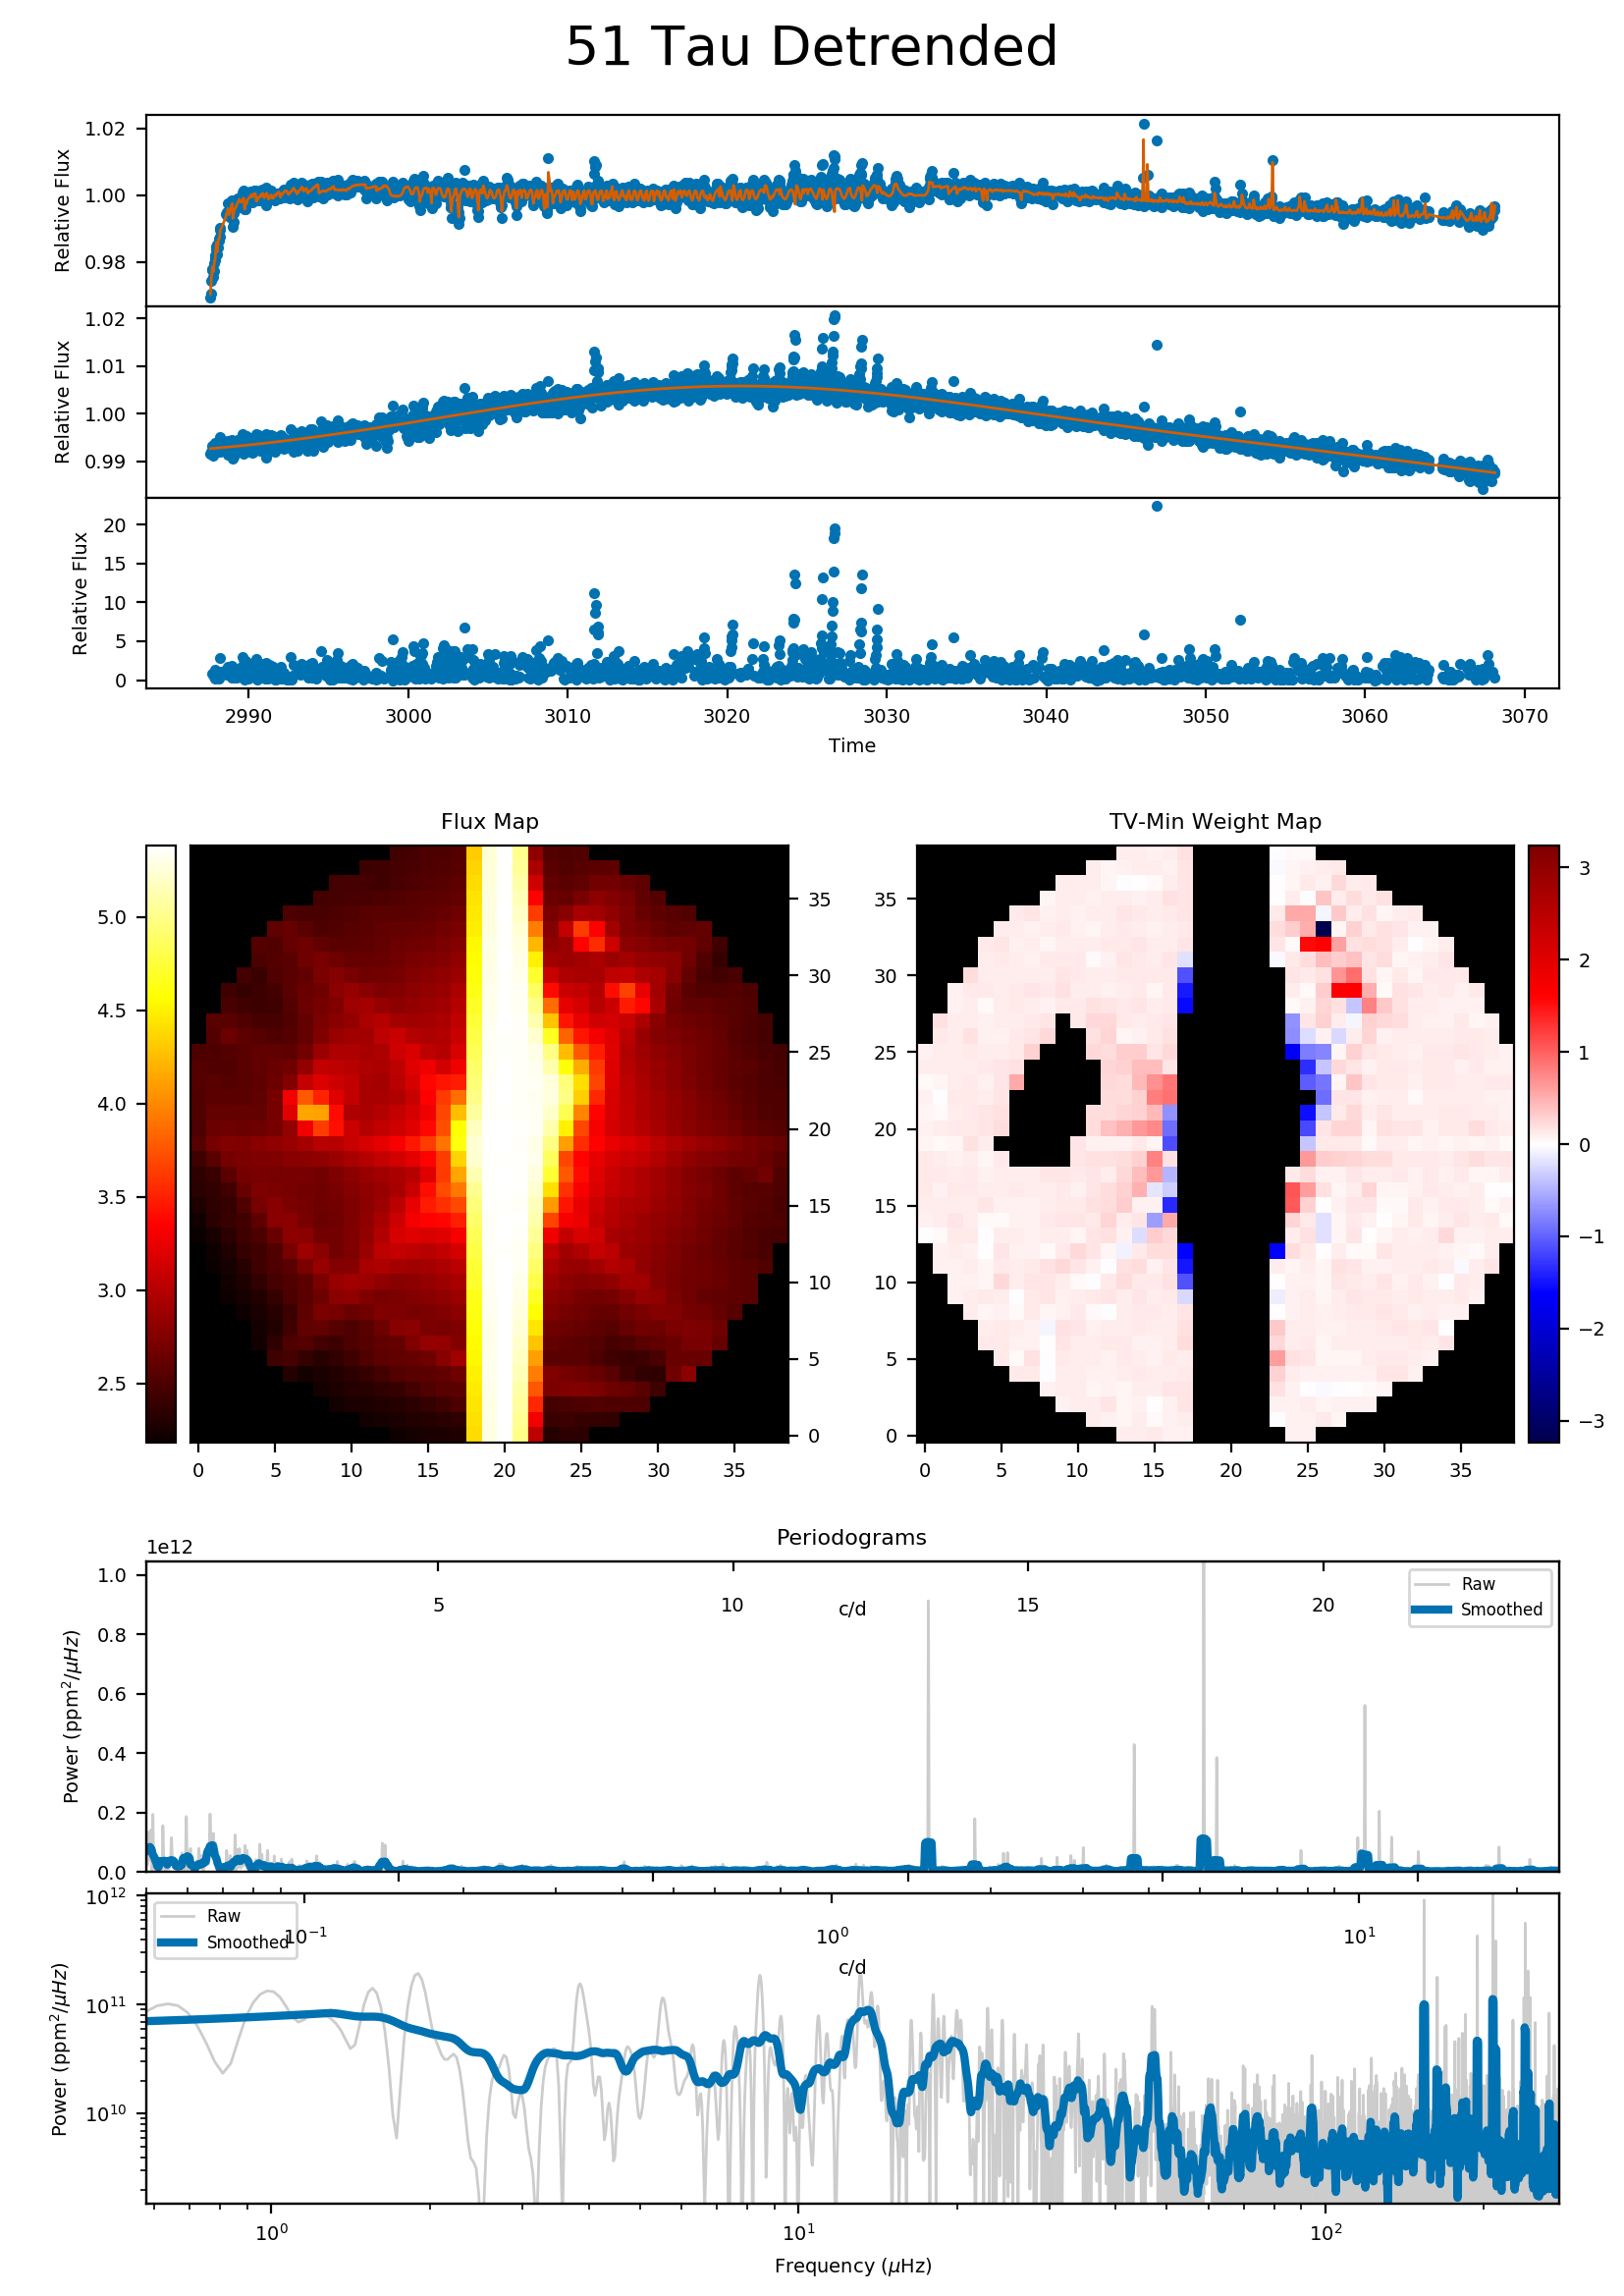 51 Tau Detrended
1.02
1.00
0.98
Relative Flux
1.02
1.01
1.00
0.99
Relative Flux
20
15
10
5
0
Relative Flux
2990 3000 3010 3020 3030 3040 3050 3060 3070
Time
Flux Map
5.0
4.5
4.0
3.5
3.0
2.5
35
30
25
20
15
10
5
0
0 5 10 15 20 25 30 35
TV-Min Weight Map
35
30
25
20
15
10
5
0
3
2
1
0
−1
−2
−3
0 5 10 15 20 25 30 35
Periodograms
1e12
1.0
0.8
0.6
0.4
0.2
0.0
Power (ppm²/μHz)
5 10 15 20
c/d
Raw
Smoothed
10¹²
10¹¹
10¹⁰
Power (ppm²/μHz)
Raw
Smoothed
10⁻¹ 10⁰ 10¹
c/d
10⁰ 10¹ 10²
Frequency (μHz)